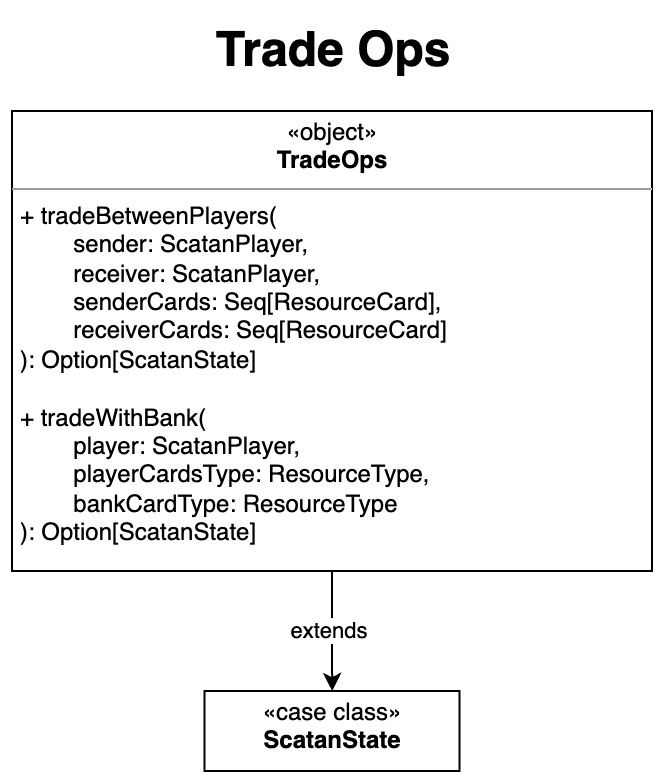 Trade Ops
«object»
TradeOps
+ tradeBetweenPlayers(
sender: ScatanPlayer,
receiver: ScatanPlayer,
senderCards: Seq[ResourceCard],
receiverCards: Seq[ResourceCard]
): Option[ScatanState]
+ tradeWithBank(
player: ScatanPlayer,
playerCardsType: ResourceType,
bankCardType: ResourceType
): Option[ScatanState]
extends
«case class»
ScatanState